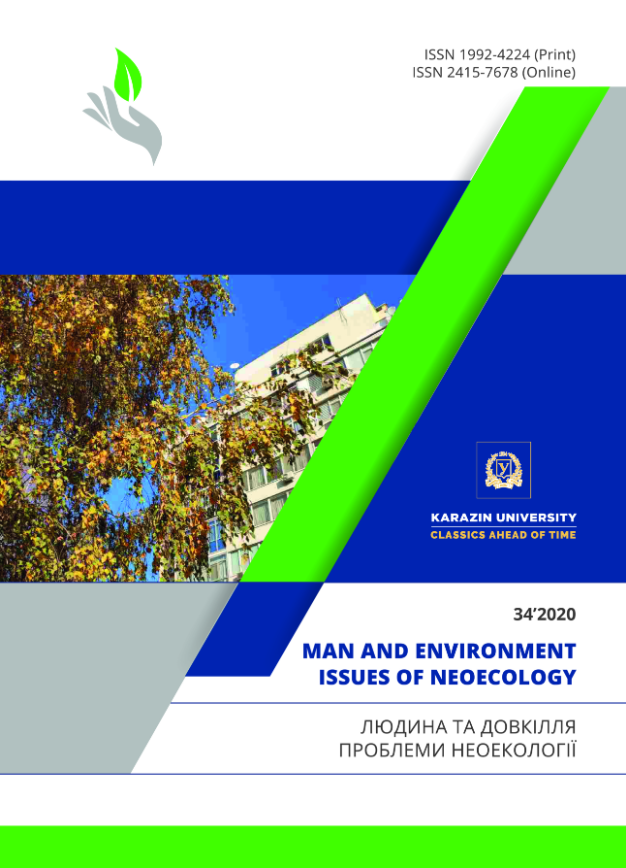 ISSN 1992-4224 (Print)
ISSN 2415-7678 (Online)
У
KARAZIN UNIVERSITY
CLASSICS AHEAD OF TIME
34’2020
MAN AND ENVIRONMENT
ISSUES OF NEOECOLOGY
ЛЮДИНА ТА ДОВКІЛЛЯ
ПРОБЛЕМИ НЕОЕКОЛОГІЇ